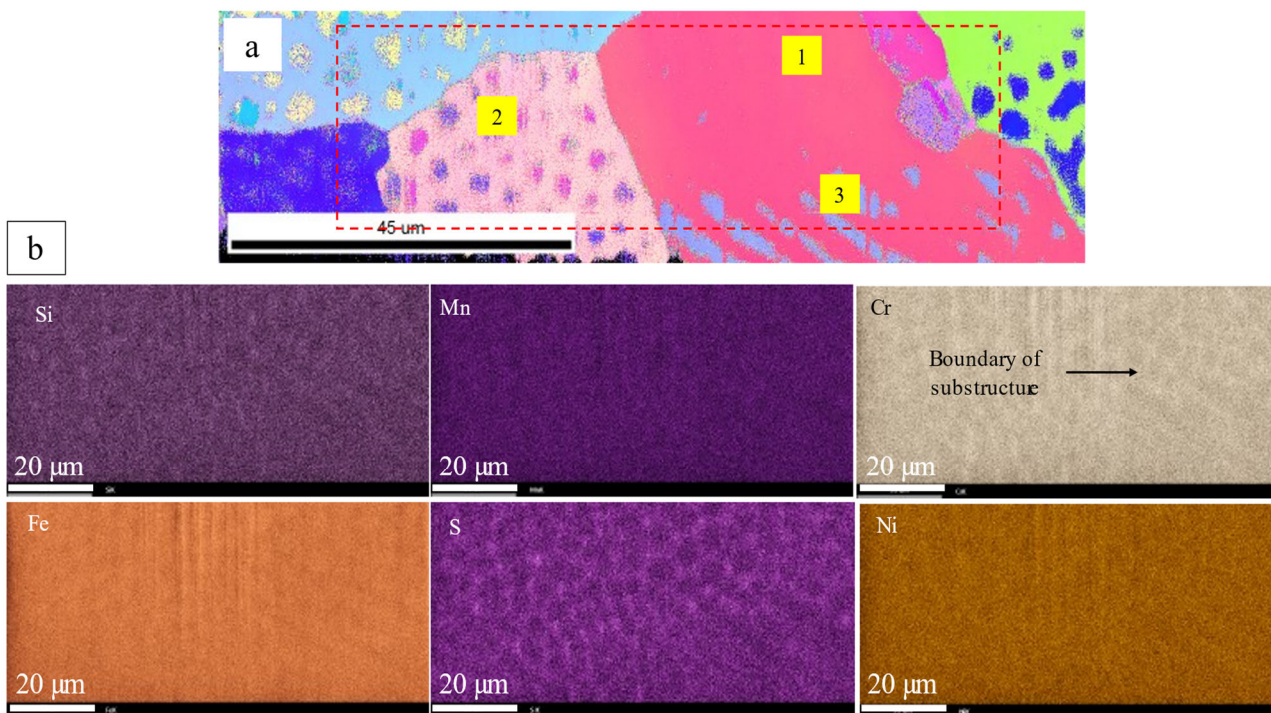 a
1
2
3
45 um
b
Si
Mn
Cr
Boundary of
substructure
20 μm
20 μm
20 μm
Fe
S
Ni
20 μm
20 μm
20 μm